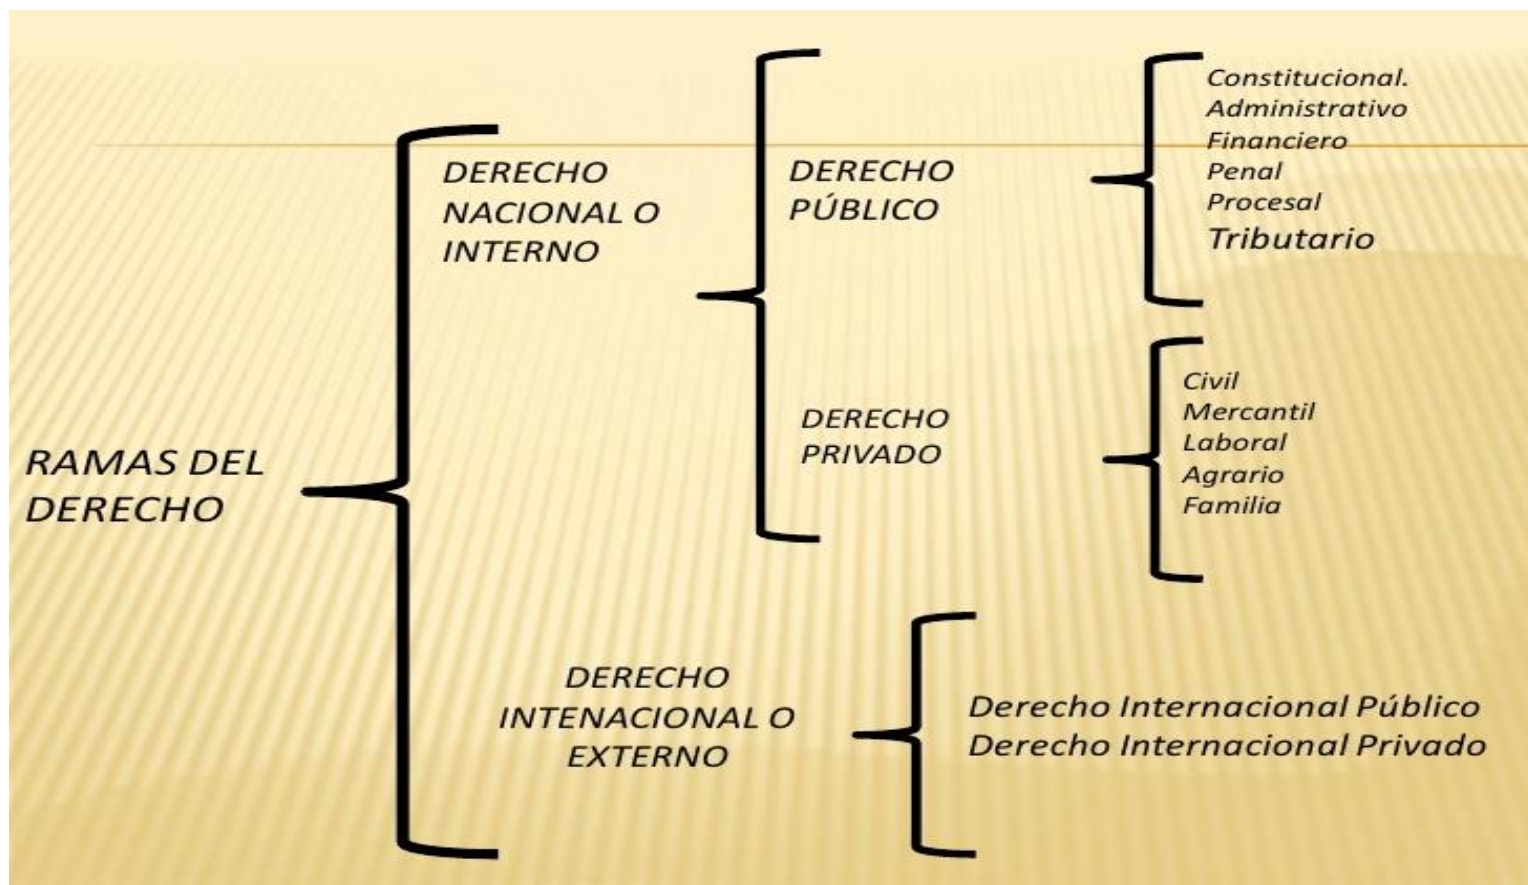 RAMAS DEL
DERECHO
DERECHO
NACIONAL O
INTERNO
DERECHO
PÚBLICO
Constitucional.
Administrativo
Financiero
Penal
Procesal
Tributario
DERECHO
PRIVADO
Civil
Mercantil
Laboral
Agrario
Familia
DERECHO
INTENACIONAL O
EXTERNO
Derecho Internacional Público
Derecho Internacional Privado